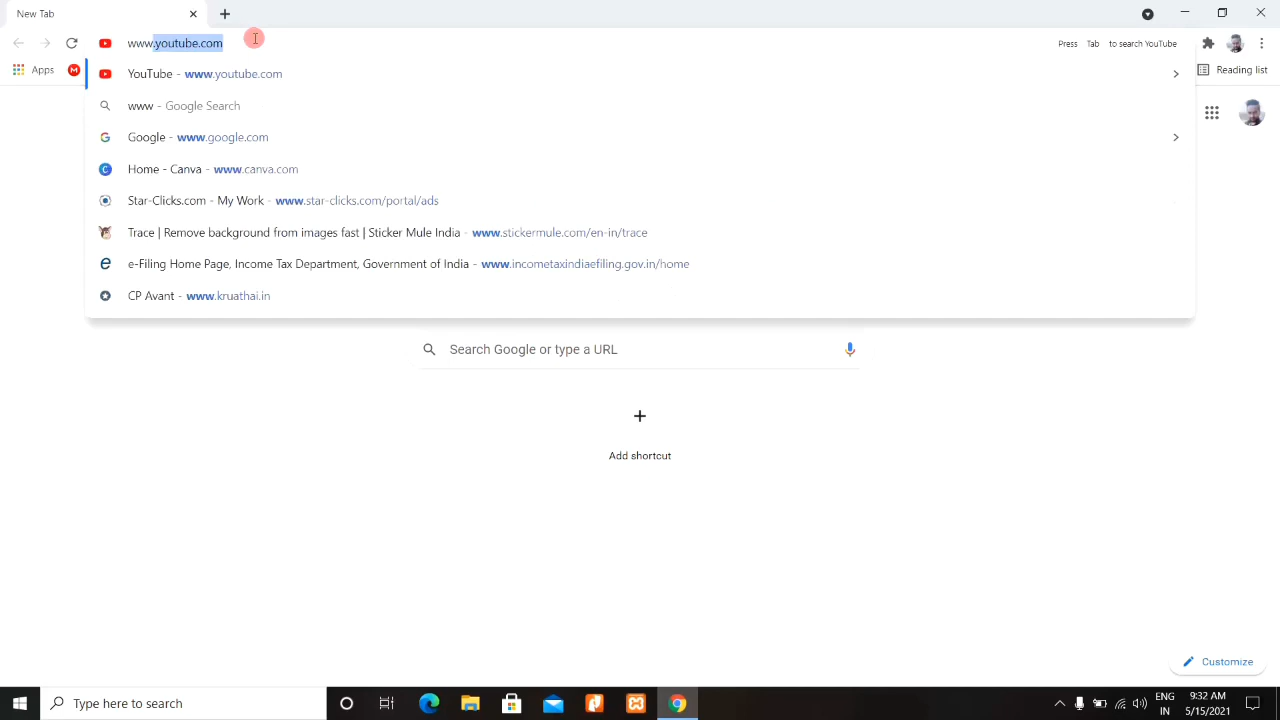 New Tab
www.youtube.com
Press Tab to search YouTube
Apps
Reading list
YouTube - www.youtube.com
www - Google Search
Google - www.google.com
Home - Canva - www.canva.com
Star-Clicks.com - My Work - www.star-clicks.com/portal/ads
Trace | Remove background from images fast | Sticker Mule India - www.stickermule.com/en-in/trace
e-Filing Home Page, Income Tax Department, Government of India - www.incometaxindiaefiling.gov.in/home
CP Avant - www.kruathai.in
Search Google or type a URL
Add shortcut
Customize
Type here to search
ENG
IN
9:32 AM
5/15/2021